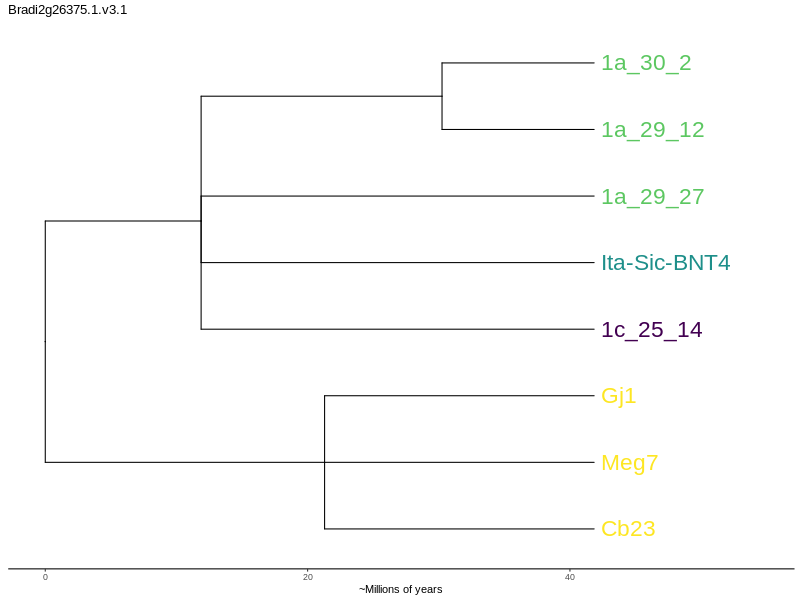 Bradi2g26375.1.v3.1
1a_30_2
1a_29_12
1a_29_27
Ita-Sic-BNT4
1c_25_14
Gj1
Meg7
Cb23
0 20 40
~Millions of years